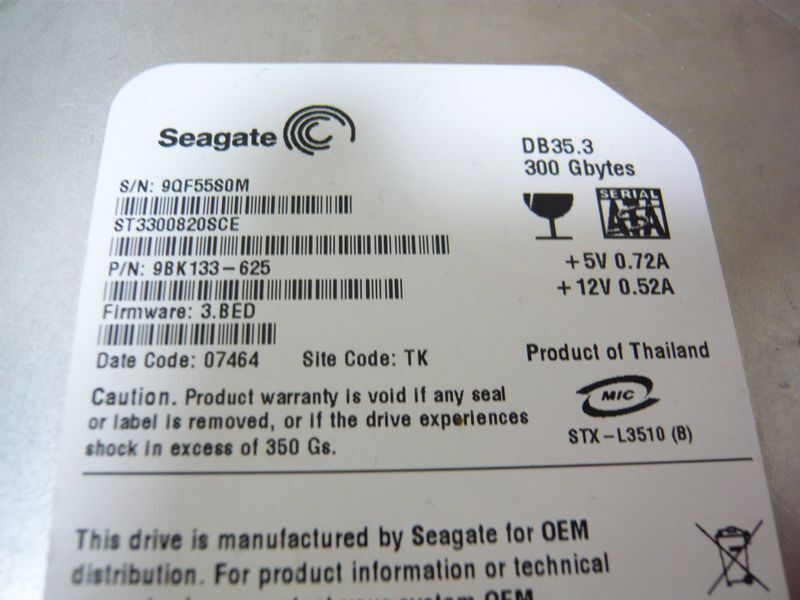 Seagate
DB35.3
300 Gbytes
S/N: 9QF55S0M
ST3300820SCE
SERIAL
ATA
P/N: 9BK133-625
+5V 0.72A
+12V 0.52A
Firmware: 3.BED
Date Code: 07464 Site Code: TK
Product of Thailand
Caution. Product warranty is void if any seal
or label is removed, or if the drive experiences
shock in excess of 350 Gs.
MIC
STX-L3510 (B)
This drive is manufactured by Seagate for OEM
distribution. For product information or technical
your system OEM